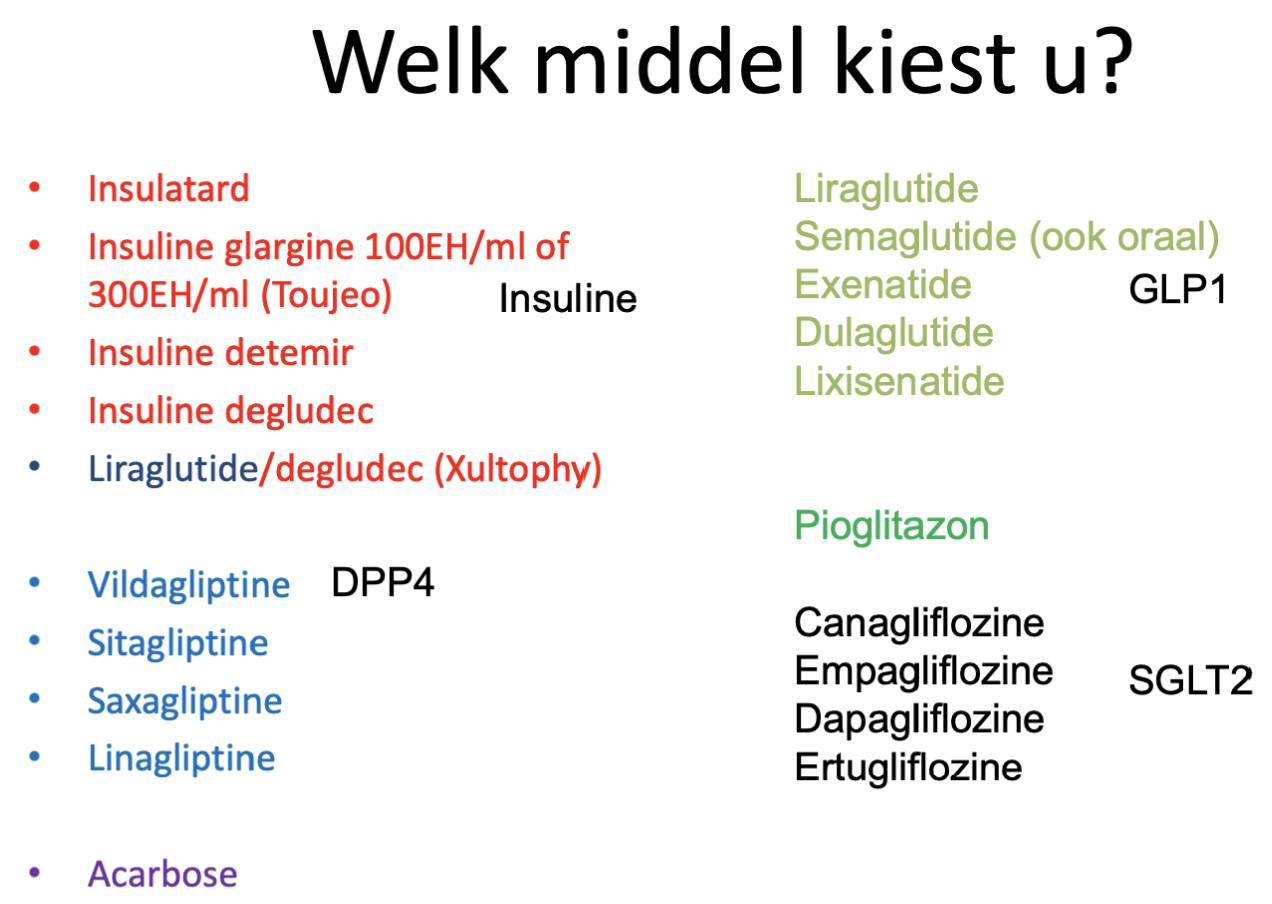 Welk middel kiest u?
• Insulatard
• Insuline glargine 100EH/ml of
300EH/ml (Toujeo)
Insuline
• Insuline detemir
• Insuline degludec
• Liraglutide/degludec (Xultophy)
• Vildagliptine
DPP4
• Sitagliptine
• Saxagliptine
• Linagliptine
• Acarbose
Liraglutide
Semaglutide (ook oraal)
Exenatide
GLP1
Dulaglutide
Lixisenatide
Pioglitazon
Canagliflozine
Empagliflozine
SGLT2
Dapagliflozine
Ertugliflozine